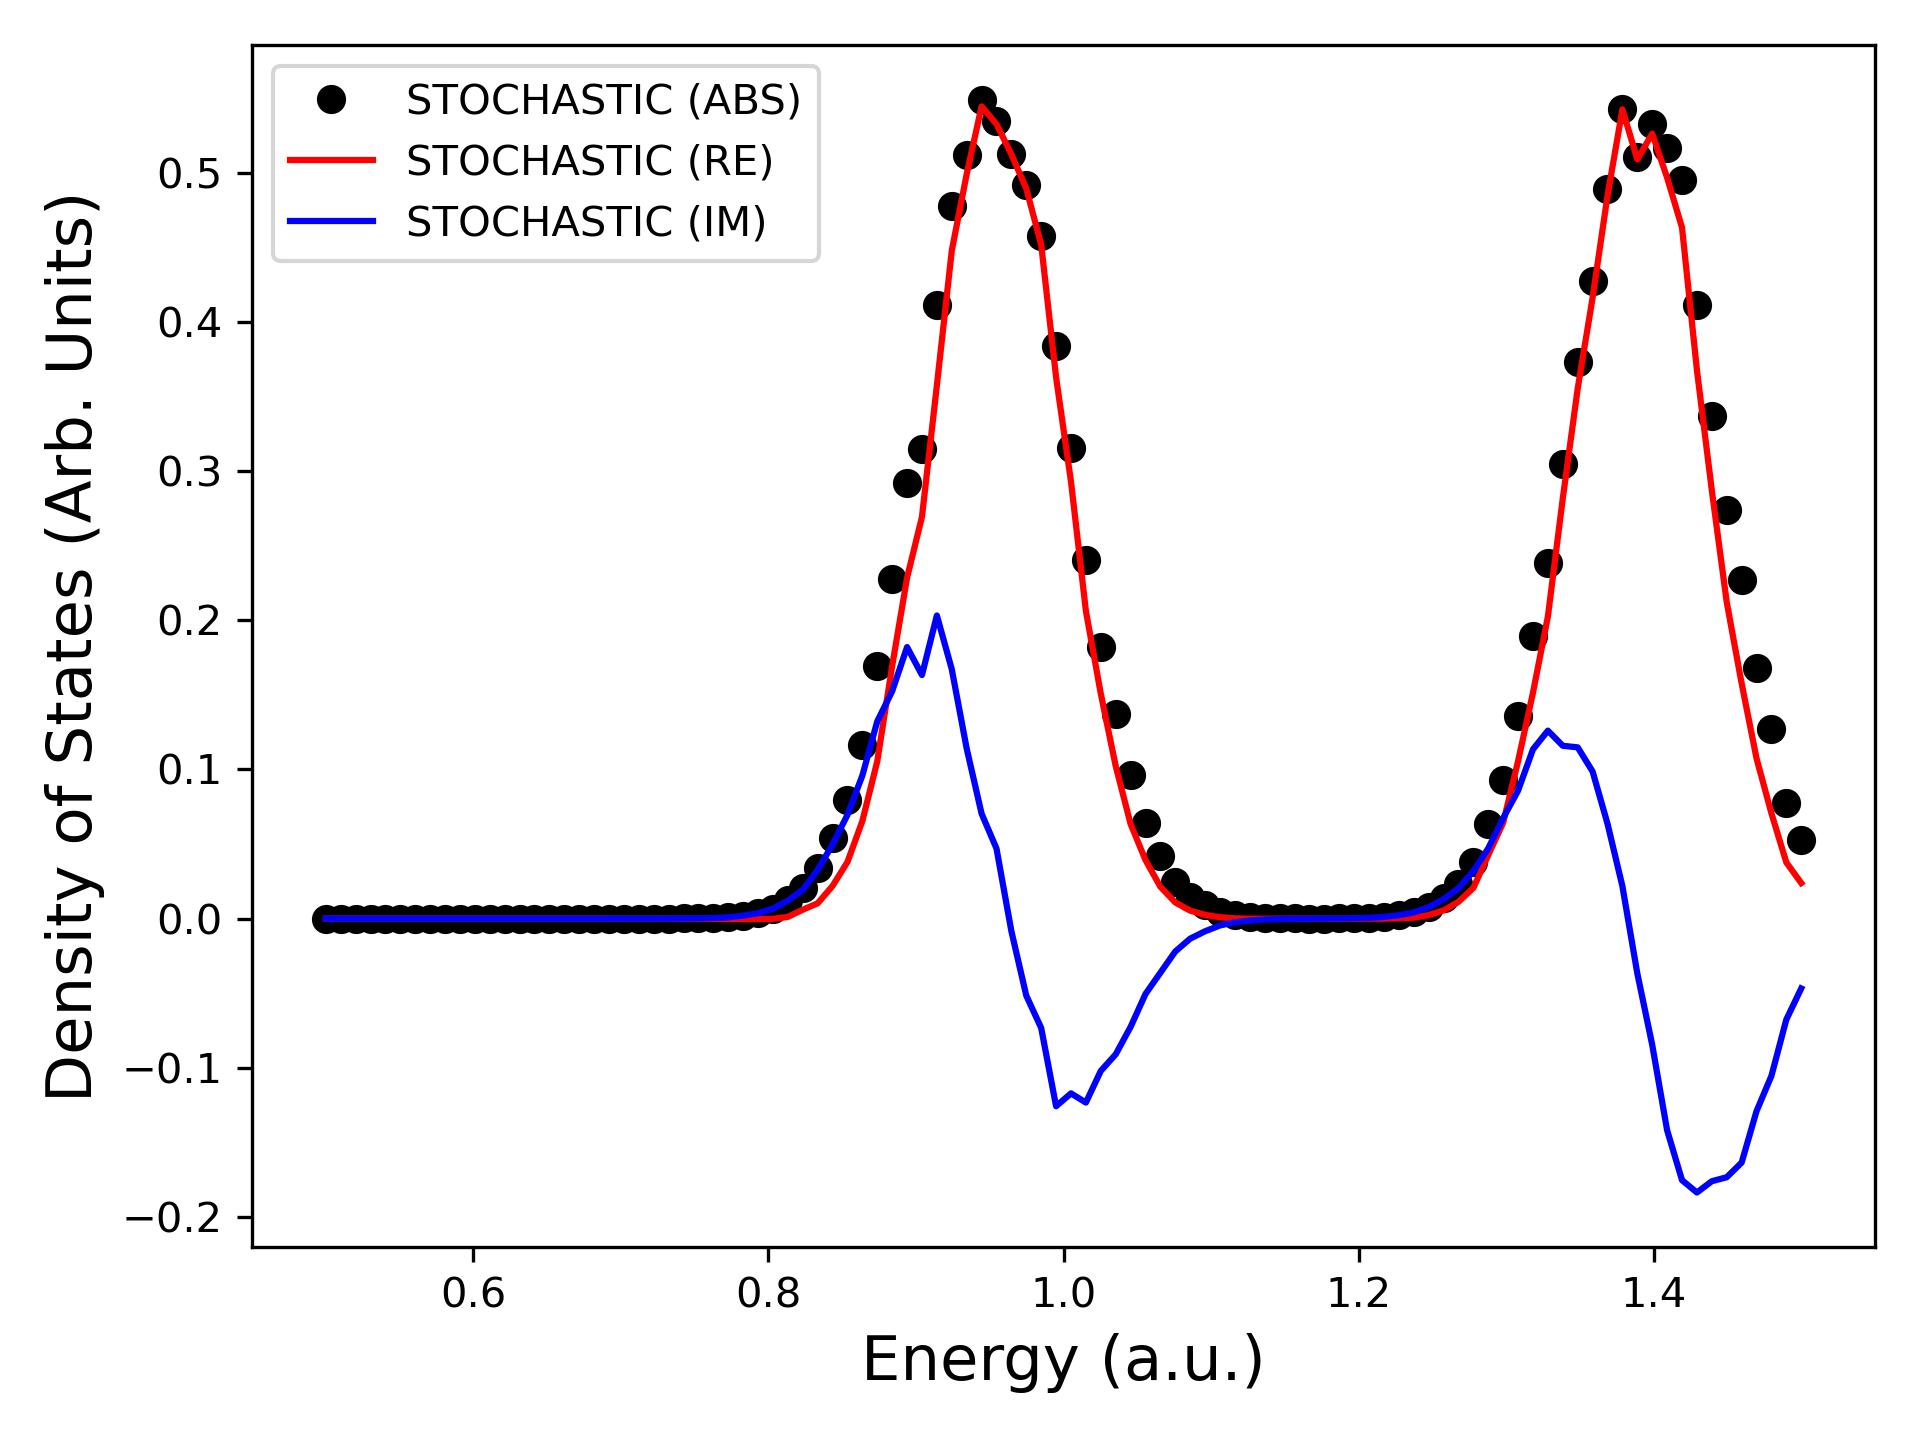 STOCHASTIC (ABS)
STOCHASTIC (RE)
STOCHASTIC (IM)
Density of States (Arb. Units)
0.5
0.4
0.3
0.2
0.1
0.0
−0.1
−0.2
0.6 0.8 1.0 1.2 1.4
Energy (a.u.)